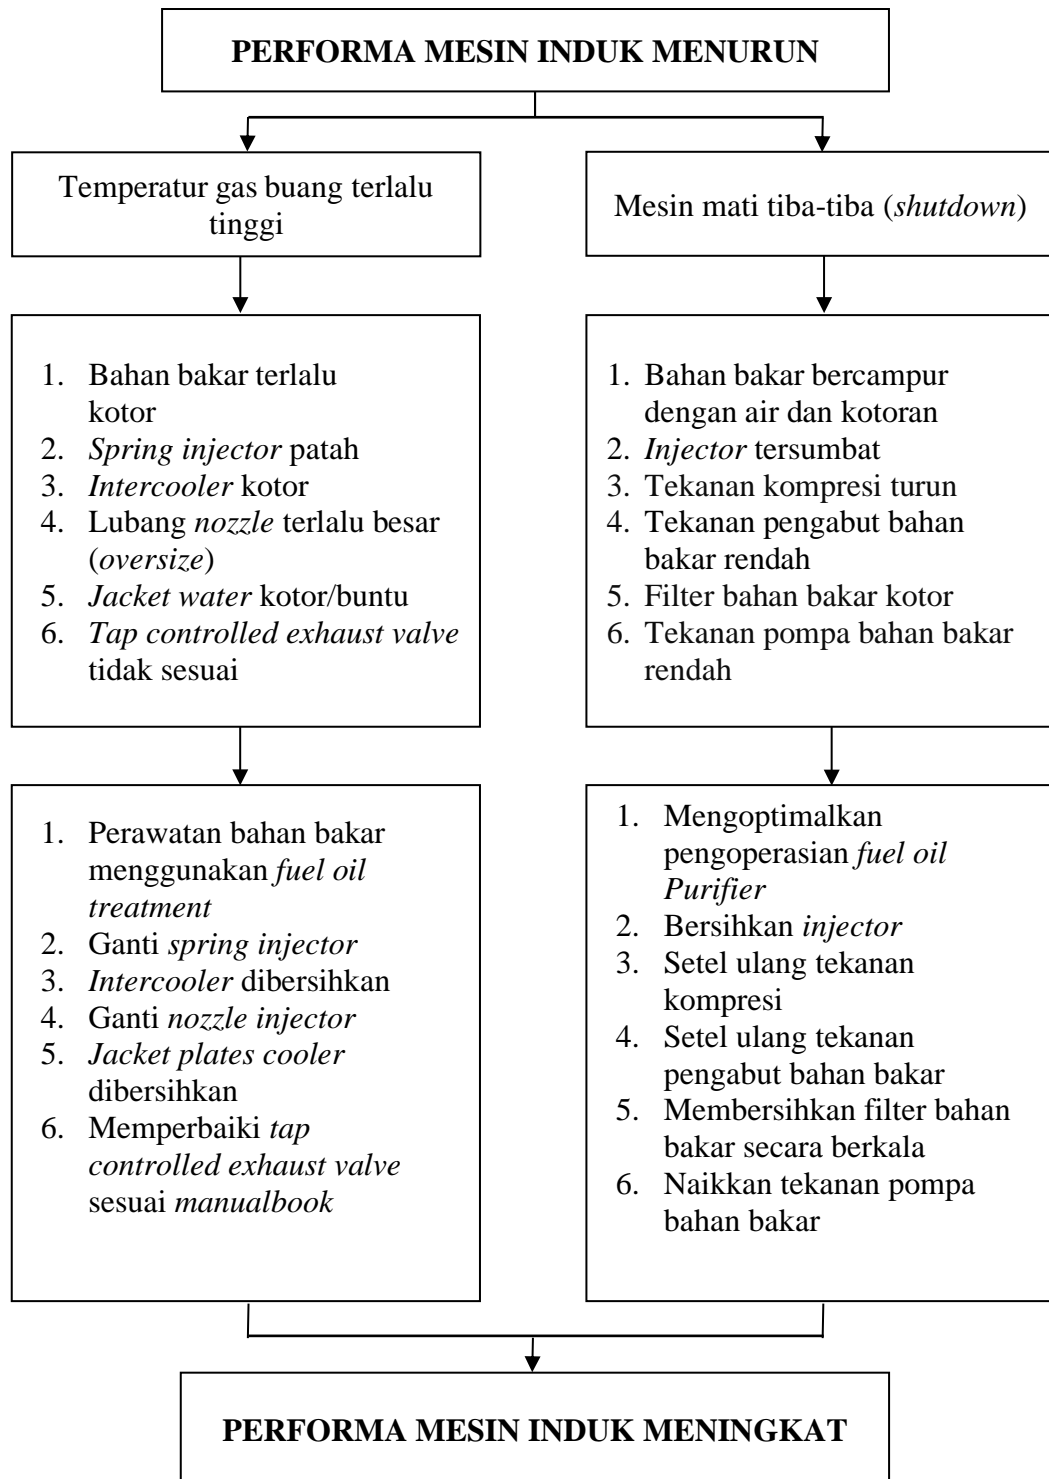 PERFORMA MESIN INDUK MENURUN
Temperatur gas buang terlalu
tinggi
Mesin mati tiba-tiba (shutdown)
1. Bahan bakar terlalu
kotor
2. Spring injector patah
3. Intercooler kotor
4. Lubang nozzle terlalu besar
(oversize)
5. Jacket water kotor/buntu
6. Tap controlled exhaust valve
tidak sesuai
1. Bahan bakar bercampur
dengan air dan kotoran
2. Injector tersumbat
3. Tekanan kompresi turun
4. Tekanan pengabut bahan
bakar rendah
5. Filter bahan bakar kotor
6. Tekanan pompa bahan bakar
rendah
1. Perawatan bahan bakar
menggunakan fuel oil
treatment
2. Ganti spring injector
3. Intercooler dibersihkan
4. Ganti nozzle injector
5. Jacket plates cooler
dibersihkan
6. Memperbaiki tap
controlled exhaust valve
sesuai manualbook
1. Mengoptimalkan
pengoperasian fuel oil
Purifier
2. Bersihkan injector
3. Setel ulang tekanan
kompresi
4. Setel ulang tekanan
pengabut bahan bakar
5. Membersihkan filter bahan
bakar secara berkala
6. Naikkan tekanan pompa
bahan bakar
PERFORMA MESIN INDUK MENINGKAT